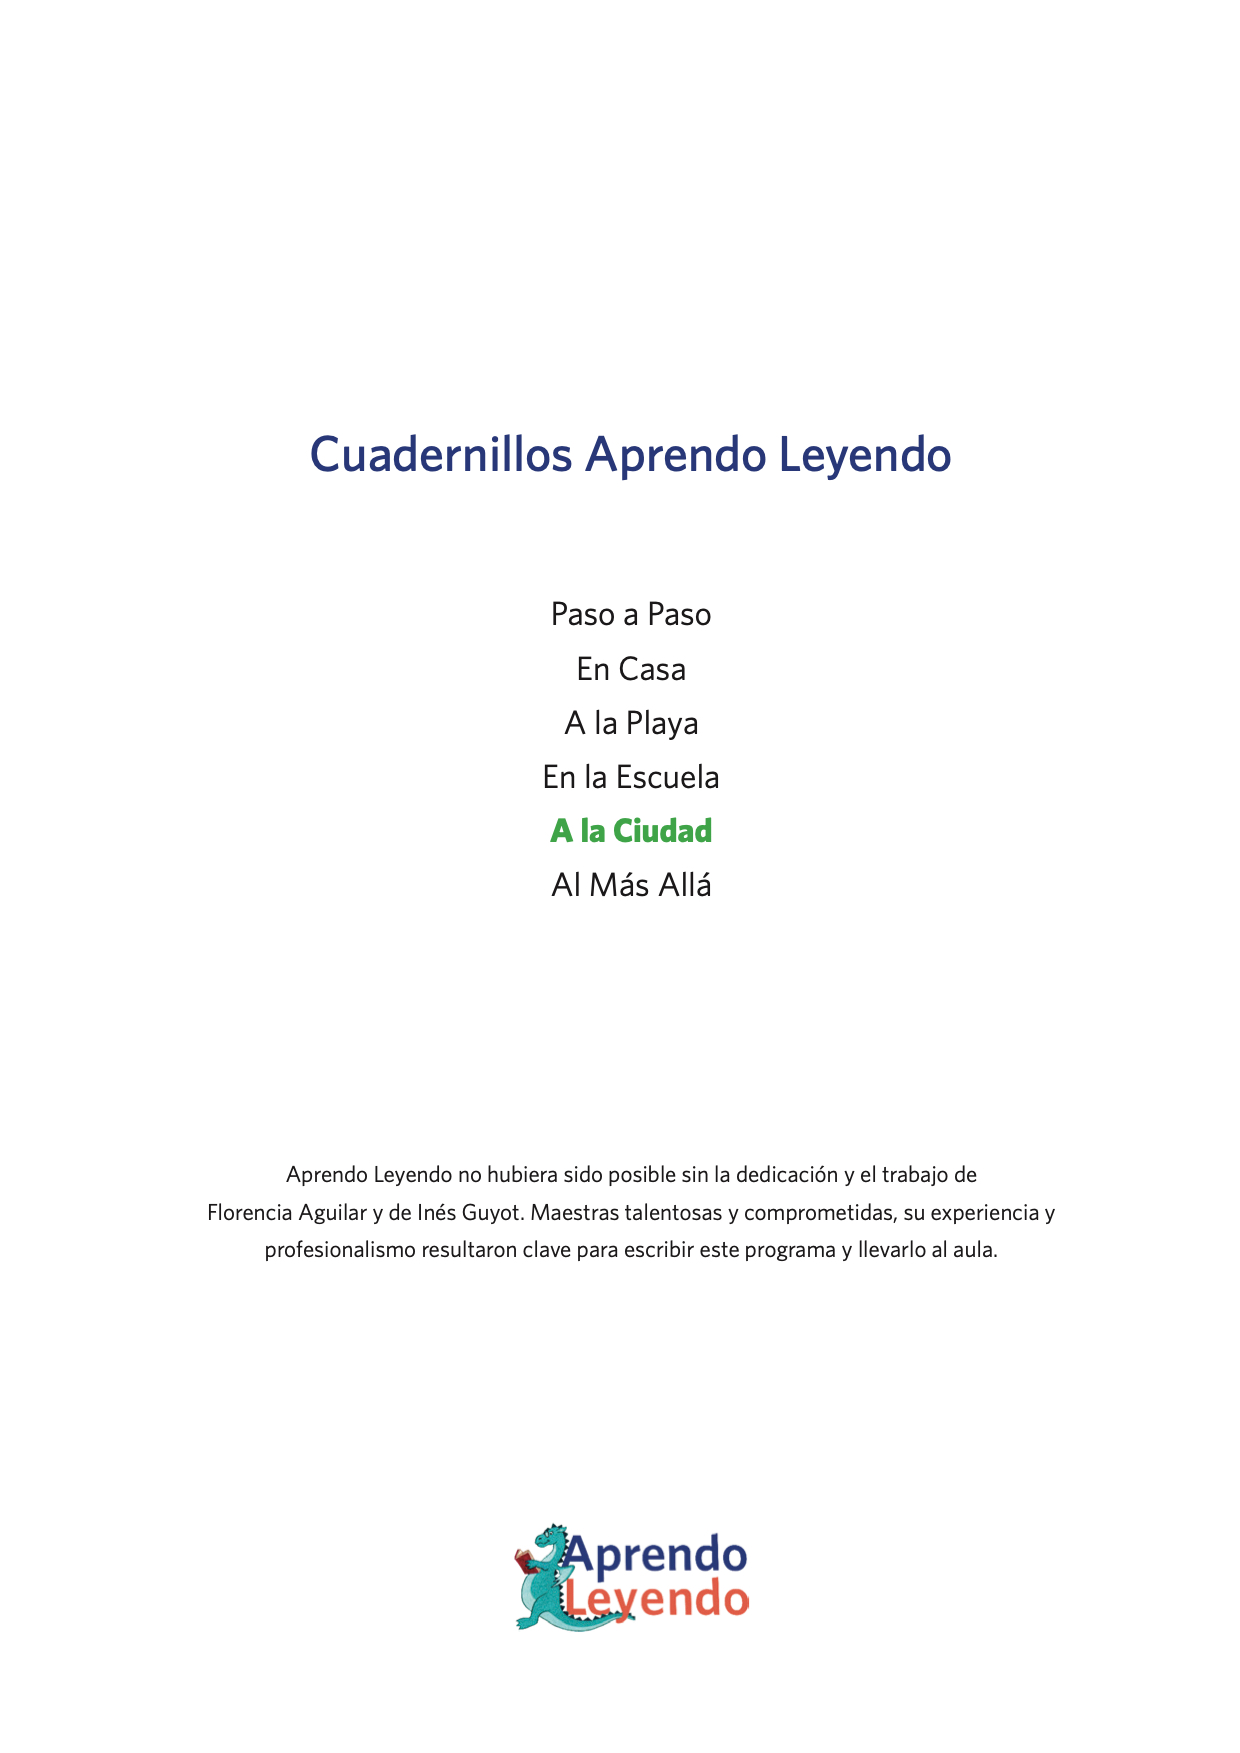 Cuadernillos Aprendo Leyendo
Paso a Paso
En Casa
A la Playa
En la Escuela
A la Ciudad
Al Más Allá
Aprendo Leyendo no hubiera sido posible sin la dedicación y el trabajo de
Florencia Aguilar y de Inés Guyot. Maestras talentosas y comprometidas, su experiencia y
profesionalismo resultaron clave para escribir este programa y llevarlo al aula.
Aprendo
Leyendo